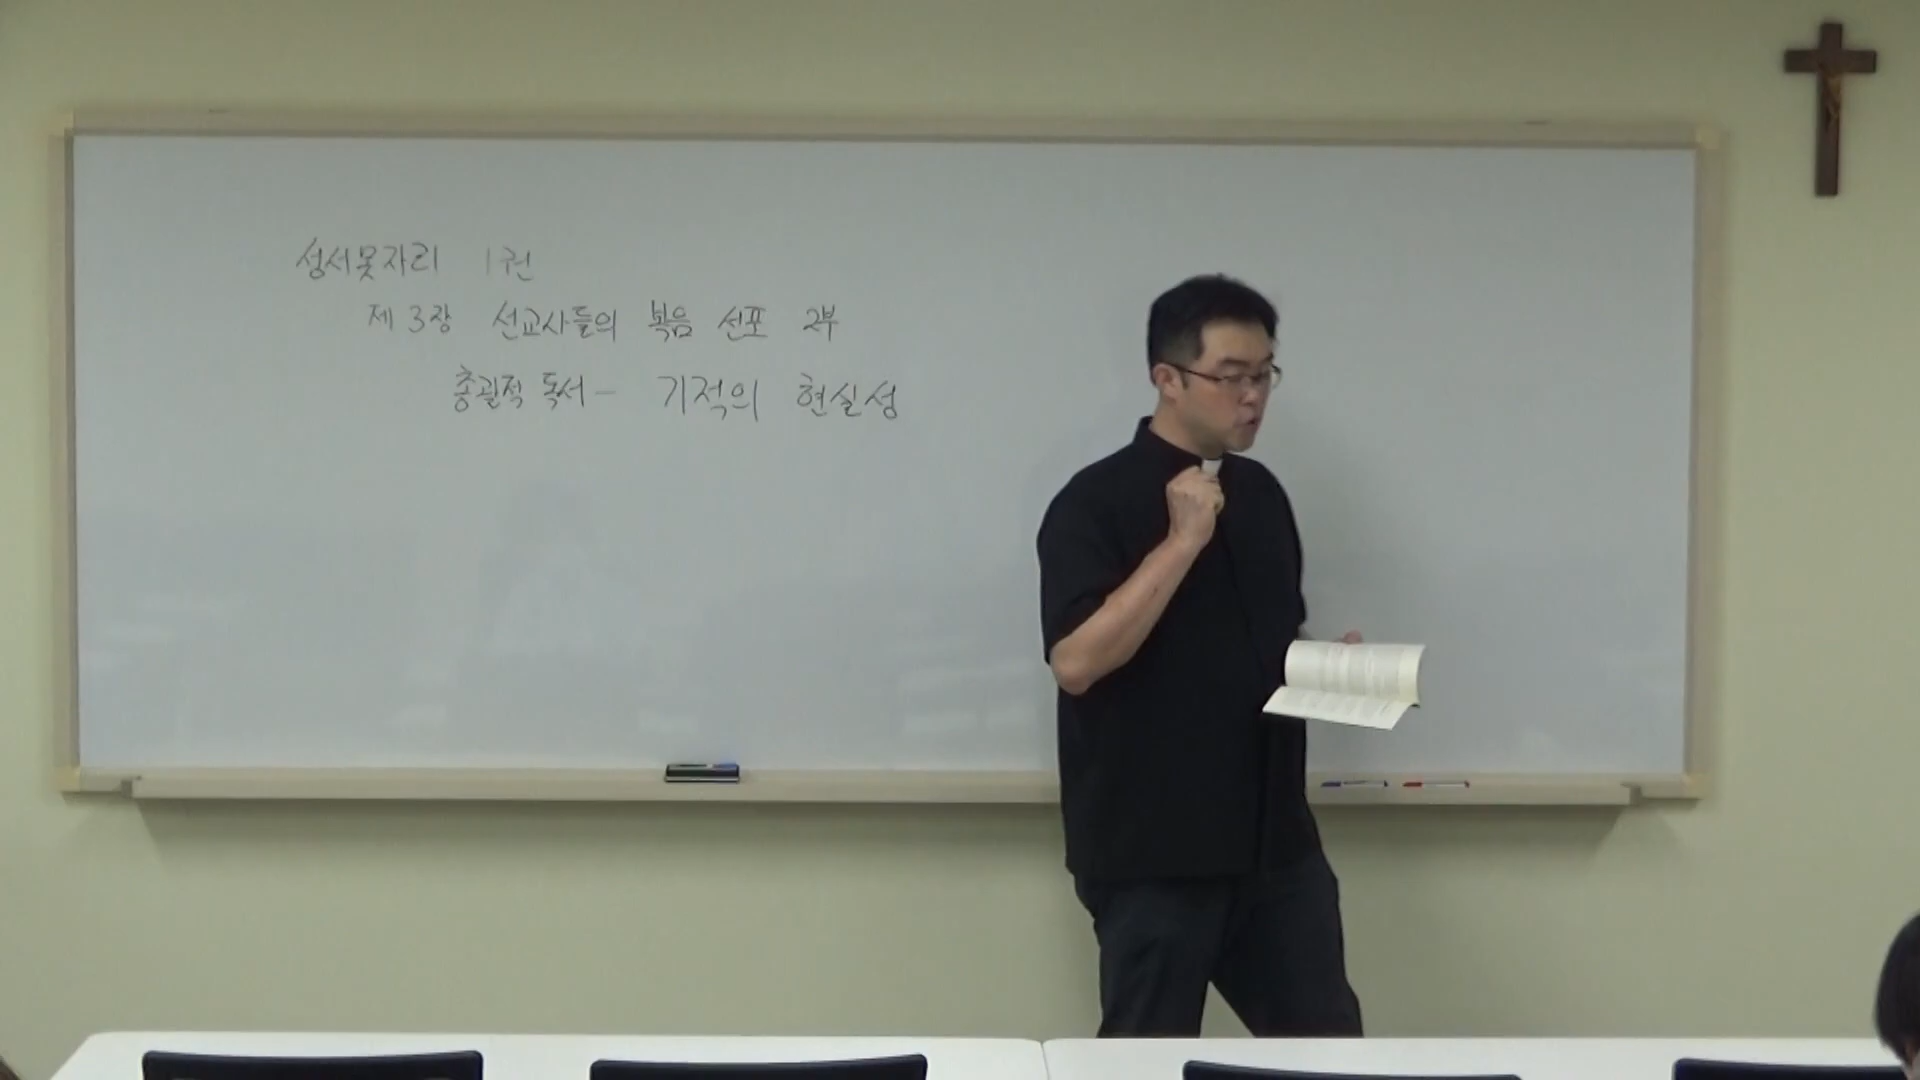 성서못자리 1권
제3장 선교사들의 복음 선포 2부
총괄적 독서 - 기적의 현실성